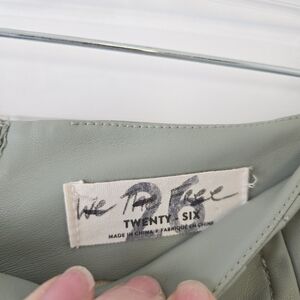 We The Free
26
TWENTY - SIX
MADE IN CHINA • FABRIQUÉ EN CHINE